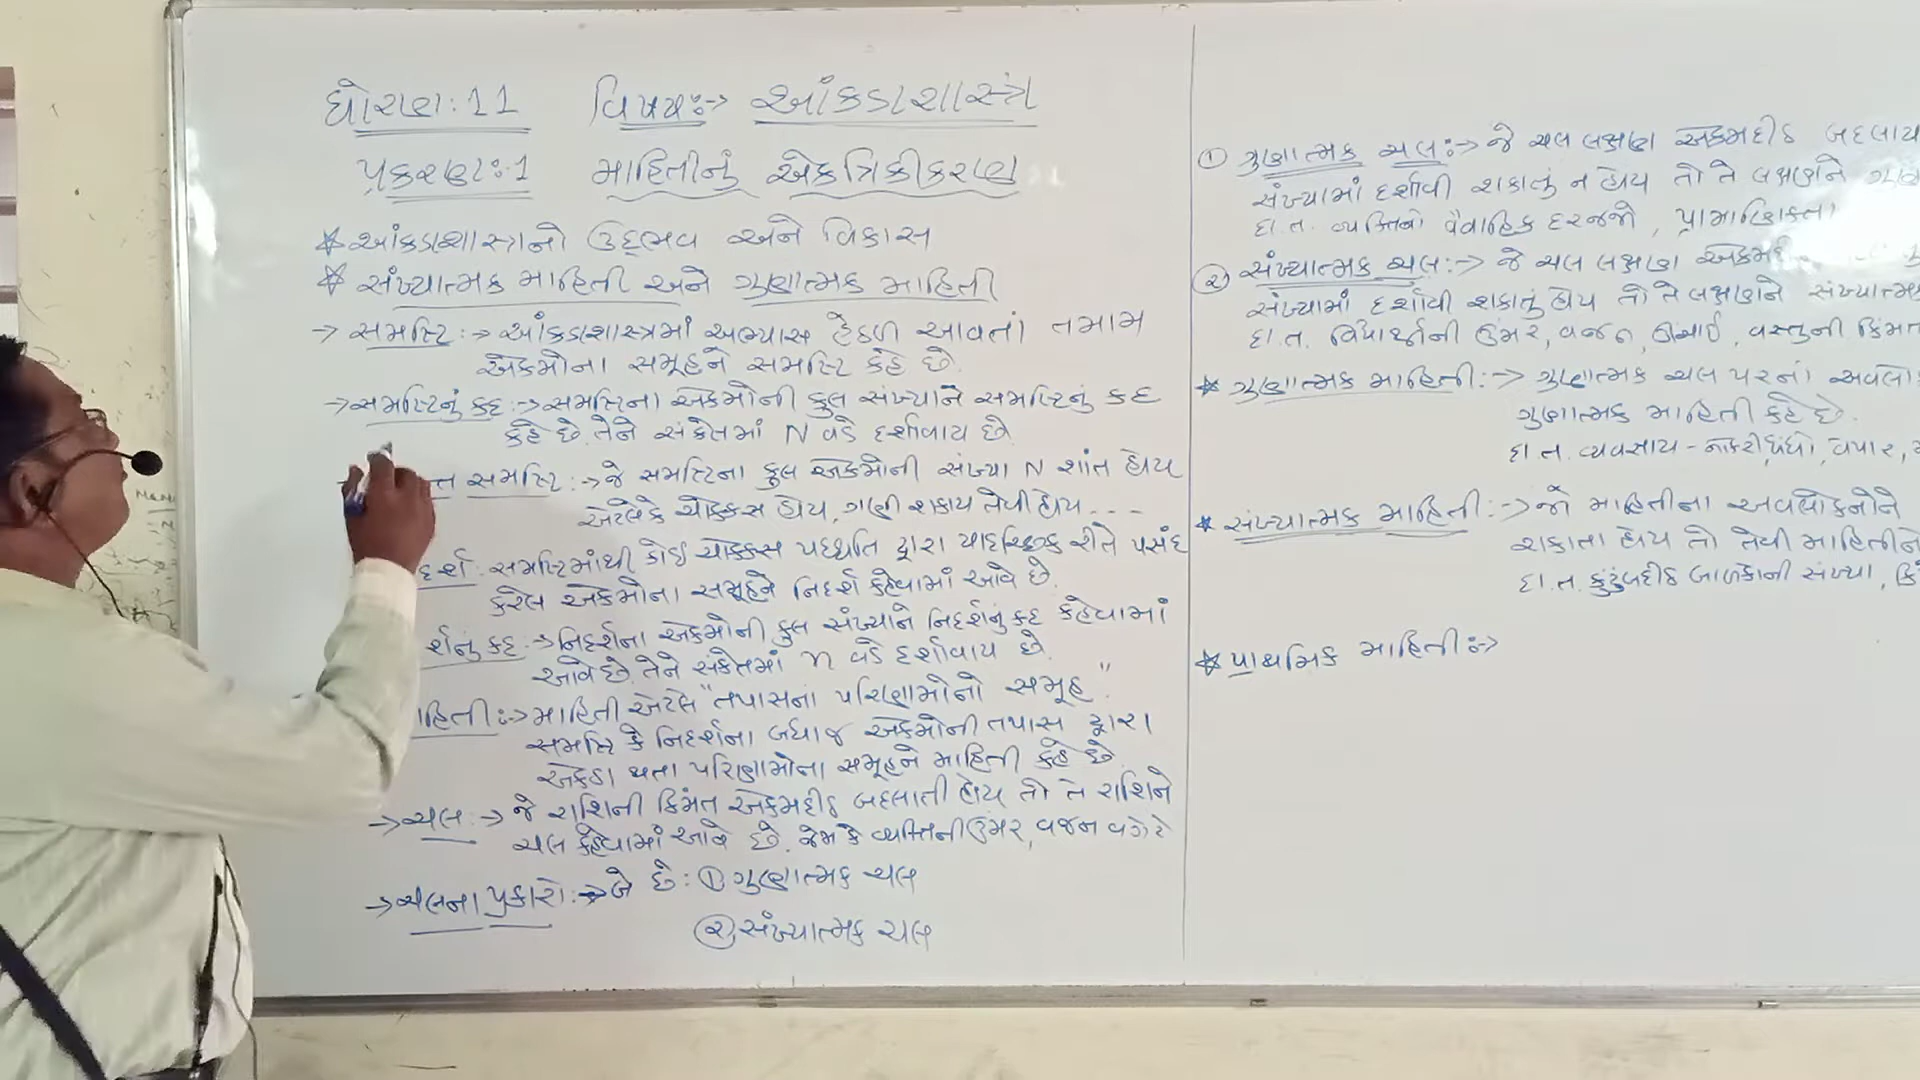 ધોરણ:11 વિષય:→ આંકડાશાસ્ત્ર
પ્રકરણ:1 માહિતીનું એકત્રિકીકરણ
* આંકડાશાસ્ત્રનો ઉદ્દભવ અને વિકાસ
* સંખ્યાત્મક માહિતી અને ગુણાત્મક માહિતી
→ સમષ્ટિ:→ આંકડાશાસ્ત્રમાં અભ્યાસ હેઠળ આવતાં તમામ
એકમોના સમૂહને સમષ્ટિ કહે છે.
→ સમષ્ટિનું કદ:→ સમષ્ટિના એકમોની કુલ સંખ્યાને સમષ્ટિનું કદ
કહે છે. તેને સંકેતમાં N વડે દર્શાવાય છે.
ત સમષ્ટિ:→ જે સમષ્ટિના કુલ એકમોની સંખ્યા N શાંત હોય
એટલેકે ચોક્કસ હોય, ગણી શકાય તેવી હોય - - -
દર્શ: સમષ્ટિમાંથી કોઈ ચોક્કસ પધ્ધતિ દ્વારા યાદચ્છિક રીતે પસંદ
કરેલ એકમોના સમૂહને નિદર્શ કહેવામાં આવે છે.
ર્શનું કદ:→ નિદર્શના એકમોની કુલ સંખ્યાને નિદર્શનું કદ કહેવામાં
આવે છે. તેને સંકેતમાં n વડે દર્શાવાય છે.
ાહિતી:→ માહિતી એટલે "તપાસનાં પરિણામોનો સમૂહ".
સમષ્ટિ કે નિદર્શના બધાજ એકમોની તપાસ દ્વારા
એકઠા થતા પરિણામોના સમૂહને માહિતી કહે છે.
→ ચલ:→ જે રાશિની કિંમત એકમદીઠ બદલાતી હોય તો તે રાશિને
ચલ કહેવામાં આવે છે. જેમ કે વ્યક્તિની ઉંમર, વજન વગેરે
→ ચલના પ્રકારો:→ બે છે: ① ગુણાત્મક ચલ
② સંખ્યાત્મક ચલ
① ગુણાત્મક ચલ:→ જે ચલ લક્ષણ એકમદીઠ બદલાય
સંખ્યામાં દર્શાવી શકાતું ન હોય તો તે લક્ષણને
દા.ત. વ્યક્તિનો વૈવાહિક દરજ્જો, પ્રામાણિકતા
② સંખ્યાત્મક ચલ:→ જે ચલ લક્ષણ એકમદી
સંખ્યામાં દર્શાવી શકાતું હોય તો તે લક્ષણને સંખ્યાત્મક
દા.ત. વિદ્યાર્થીની ઉંમર, વજન, ઊંચાઈ, વસ્તુની કિંમત
* ગુણાત્મક માહિતી:→ ગુણાત્મક ચલ પરનાં અવલો
ગુણાત્મક માહિતી કહે છે.
દા.ત. વ્યવસાય - નોકરી, ધંધો, વેપાર,
* સંખ્યાત્મક માહિતી:→ જો માહિતીના અવલોકનોને
શકાતા હોય તો તેવી માહિતીને
દા.ત. કુટુંબદીઠ બાળકોની સંખ્યા,
* પ્રાથમિક માહિતી:→